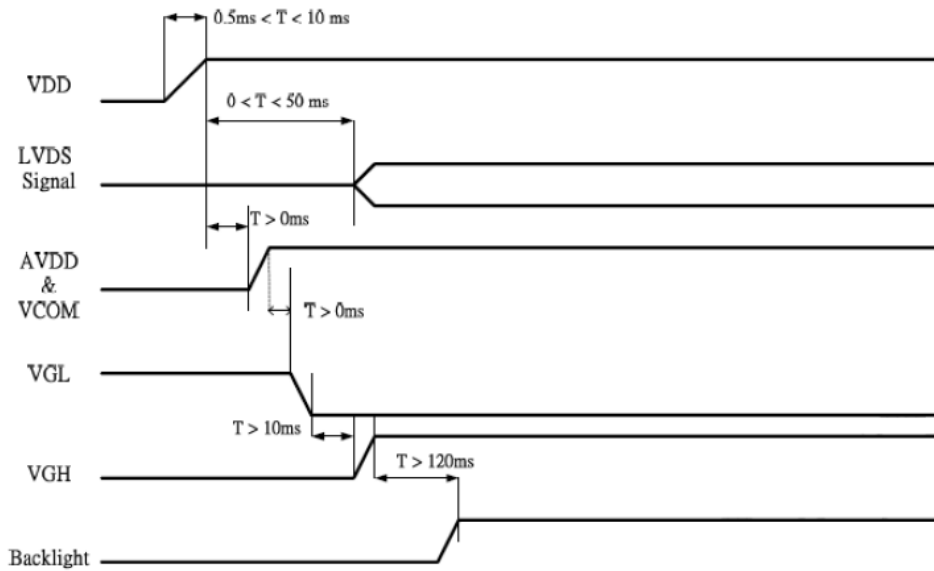 0.5ms < T < 10 ms
VDD
0 < T < 50 ms
LVDS
Signal
T > 0ms
AVDD
&
VCOM
T > 0ms
VGL
T > 10ms
T > 120ms
VGH
Backlight